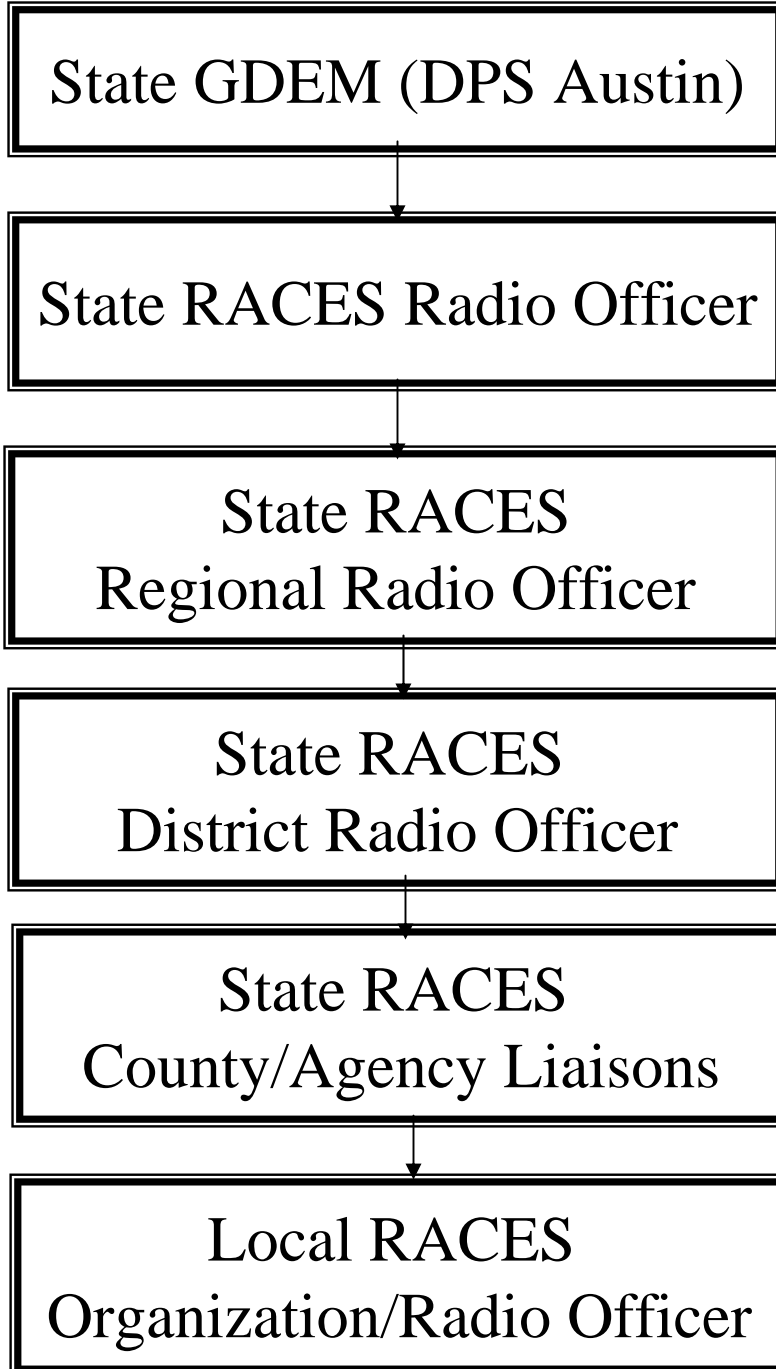 State GDEM (DPS Austin)
State RACES Radio Officer
State RACES
Regional Radio Officer
State RACES
District Radio Officer
State RACES
County/Agency Liaisons
Local RACES
Organization/Radio Officer